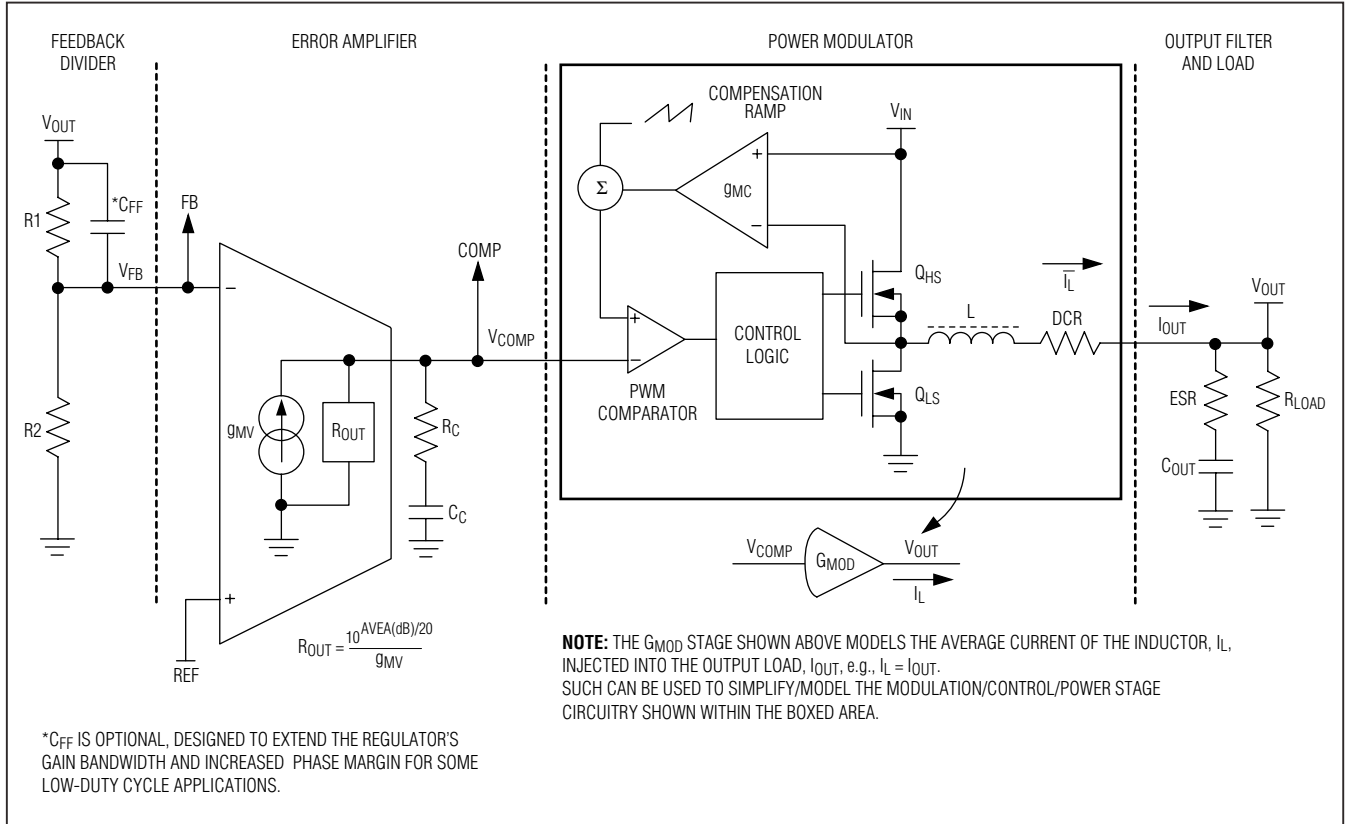 FEEDBACK
DIVIDER
ERROR AMPLIFIER
POWER MODULATOR
OUTPUT FILTER
AND LOAD
VOUT
R1
*CFF
FB
VFB
R2
gMV
ROUT
ROUT = 10^AVEA(dB)/20
gMV
REF
COMP
VCOMP
RC
CC
COMPENSATION
RAMP
VIN
Σ
gMC
QHS
IL
PWM
COMPARATOR
CONTROL
LOGIC
QLS
L
DCR
IOUT
VOUT
ESR
RLOAD
COUT
VCOMP
GMOD
VOUT
IL
NOTE: THE GMOD STAGE SHOWN ABOVE MODELS THE AVERAGE CURRENT OF THE INDUCTOR, IL,
INJECTED INTO THE OUTPUT LOAD, IOUT, e.g., IL = IOUT.
SUCH CAN BE USED TO SIMPLIFY/MODEL THE MODULATION/CONTROL/POWER STAGE
CIRCUITRY SHOWN WITHIN THE BOXED AREA.
*CFF IS OPTIONAL, DESIGNED TO EXTEND THE REGULATOR'S
GAIN BANDWIDTH AND INCREASED PHASE MARGIN FOR SOME
LOW-DUTY CYCLE APPLICATIONS.